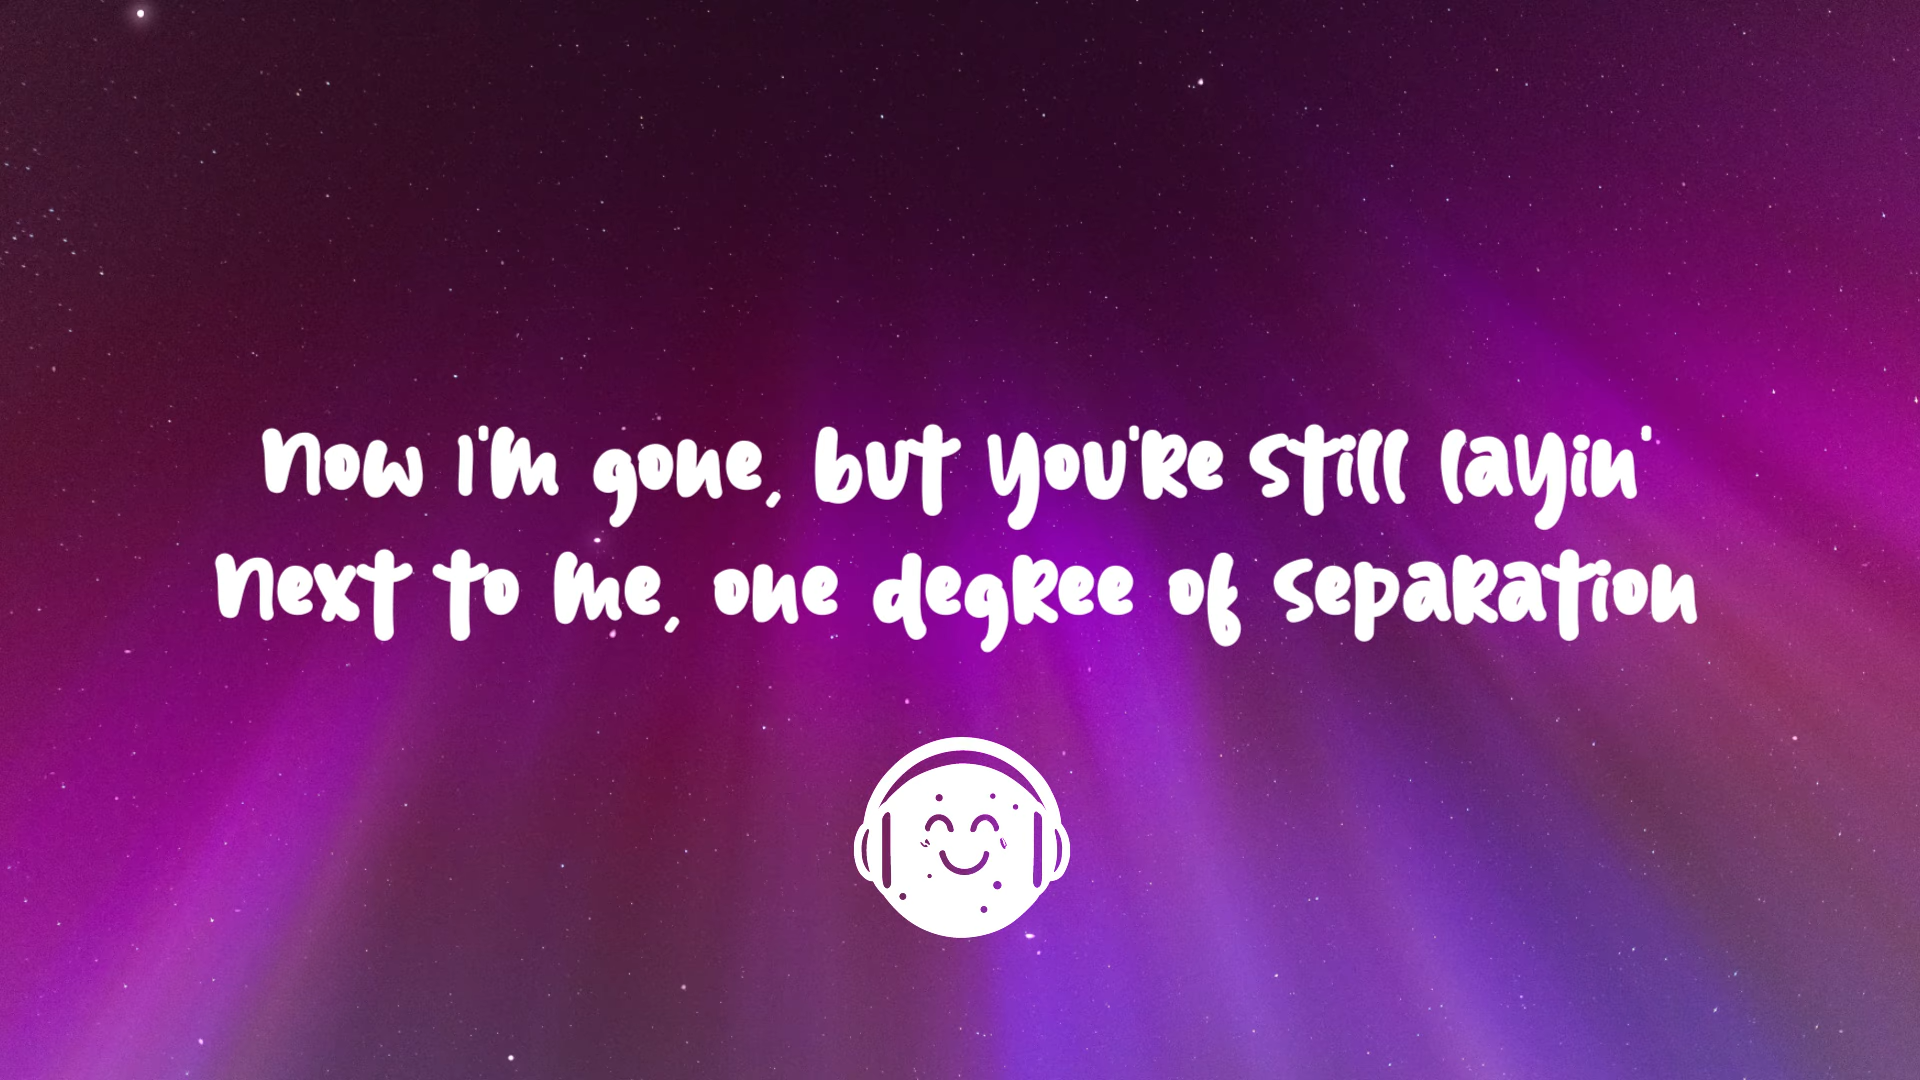 Now I'm gone, but you're still layin'
next to me, one degree of separation